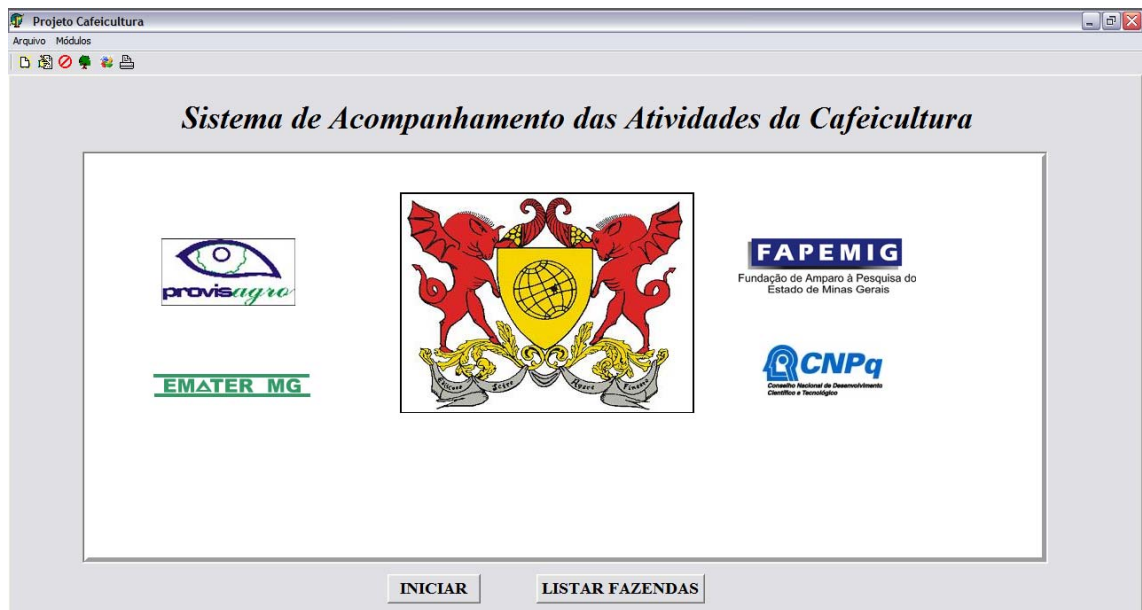 Projeto Cafeicultura
Arquivo Módulos
Sistema de Acompanhamento das Atividades da Cafeicultura
provisagro
FAPEMIG
Fundação de Amparo à Pesquisa do
Estado de Minas Gerais
EMATER MG
CNPq
Conselho Nacional de Desenvolvimento
Científico e Tecnológico
INICIAR
LISTAR FAZENDAS